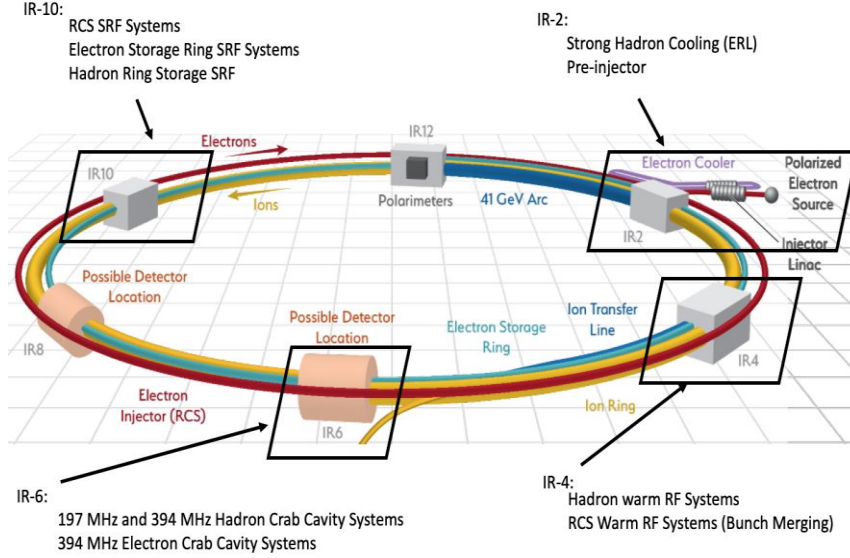 IR-10:
RCS SRF Systems
Electron Storage Ring SRF Systems
Hadron Ring Storage SRF
IR-2:
Strong Hadron Cooling (ERL)
Pre-injector
Electrons
IR12
IR10
Ions
Polarimeters
41 GeV Arc
Electron Cooler
Polarized
Electron
Source
IR2
Injector
Linac
Possible Detector
Location
Possible Detector
Location
Electron Storage
Ring
Ion Transfer
Line
IR8
IR4
Electron
Injector (RCS)
IR6
Ion Ring
IR-6:
197 MHz and 394 MHz Hadron Crab Cavity Systems
394 MHz Electron Crab Cavity Systems
IR-4:
Hadron warm RF Systems
RCS Warm RF Systems (Bunch Merging)